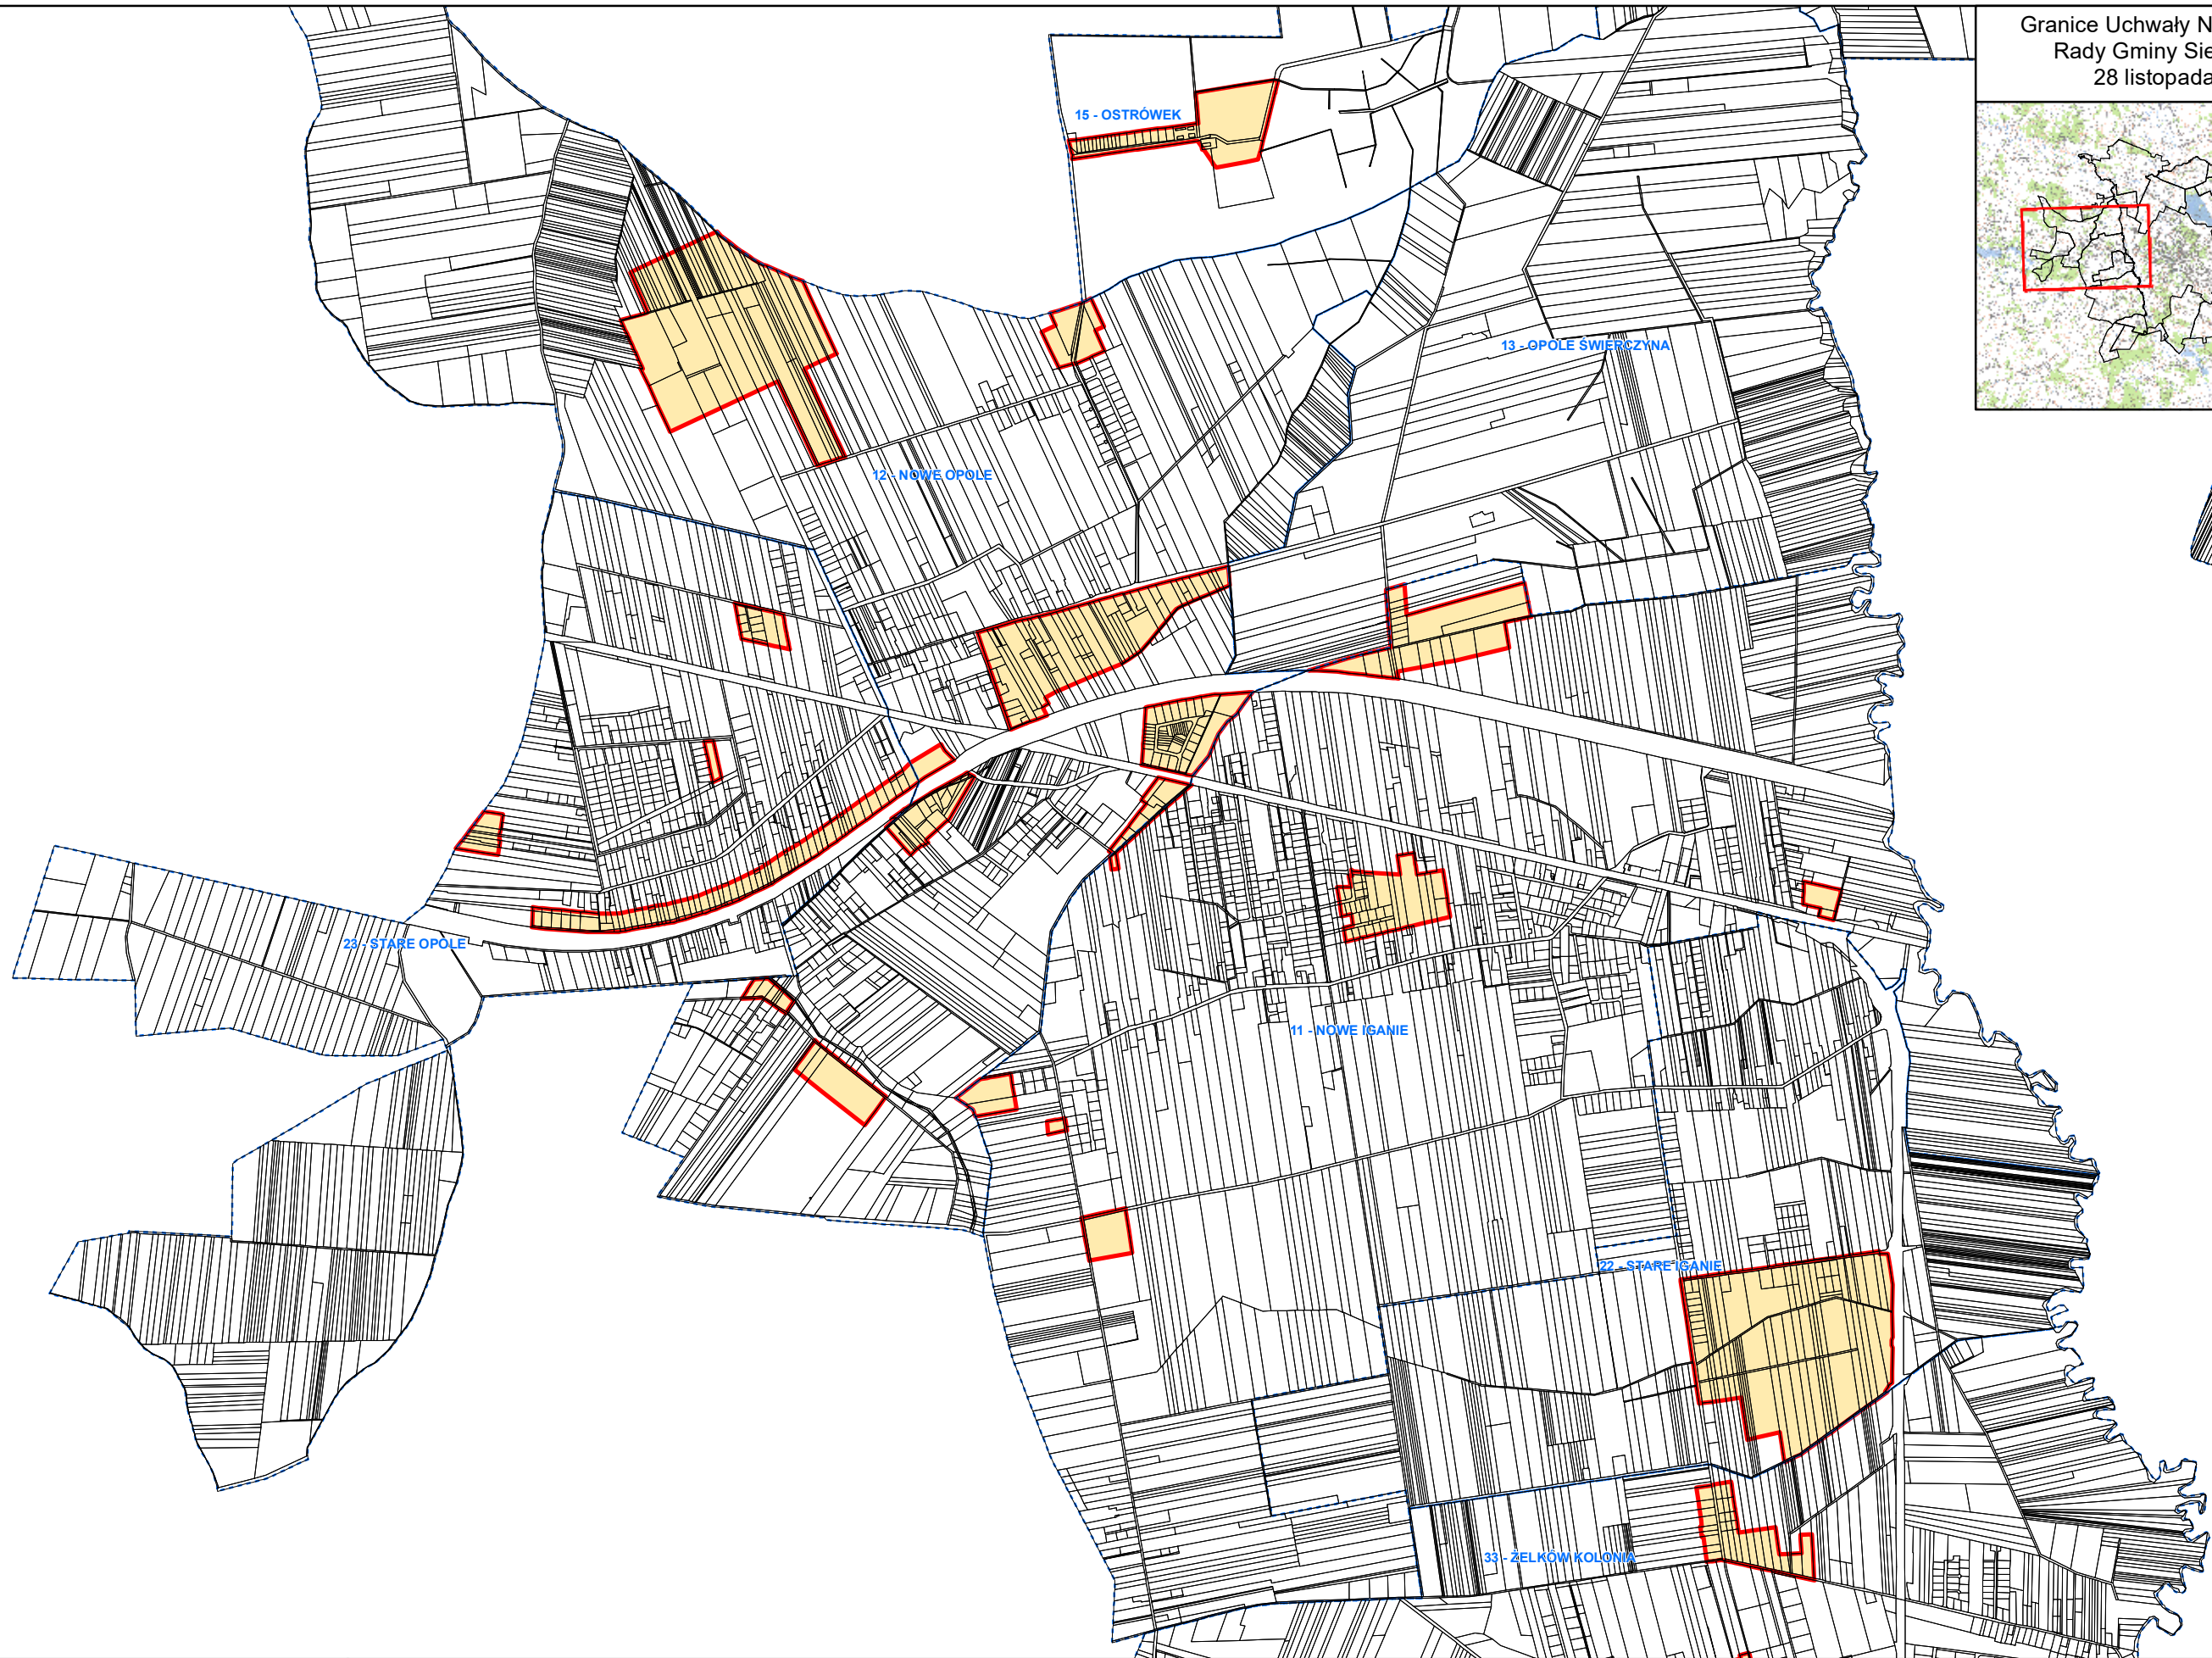 Granice Uchwały N
Rady Gminy Sie
28 listopada
15 - OSTRÓWEK
13 - OPOLE ŚWIERCZYNA
12 - NOWE OPOLE
23 - STARE OPOLE
11 - NOWE IGANIE
22 - STARE IGANIE
33 - ŻELKÓW KOLONIA